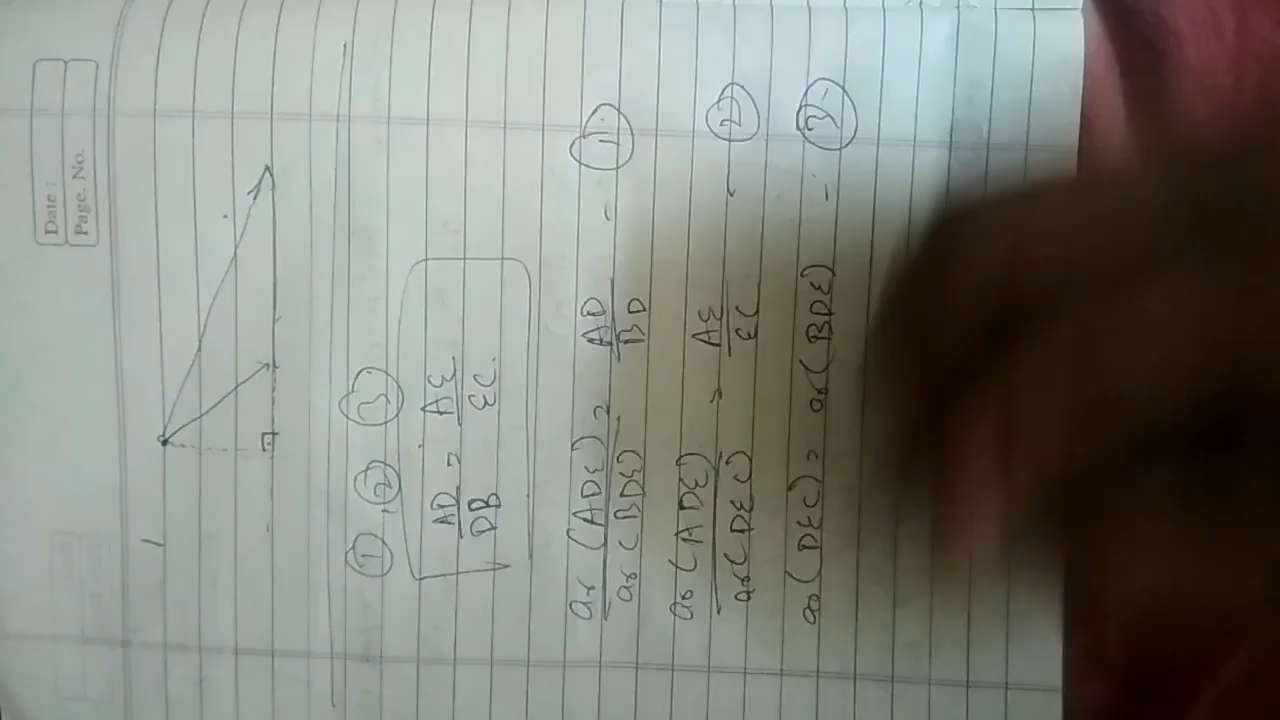 Date :
Page. No.
① , ② ③
AD/DB = AE/EC.
ar(ADE)/ar(BDE) = AD/BD - ①
ar(ADE)/ar(DEC) = AE/EC - ②
ar(DEC) = ar(BDE) - ③